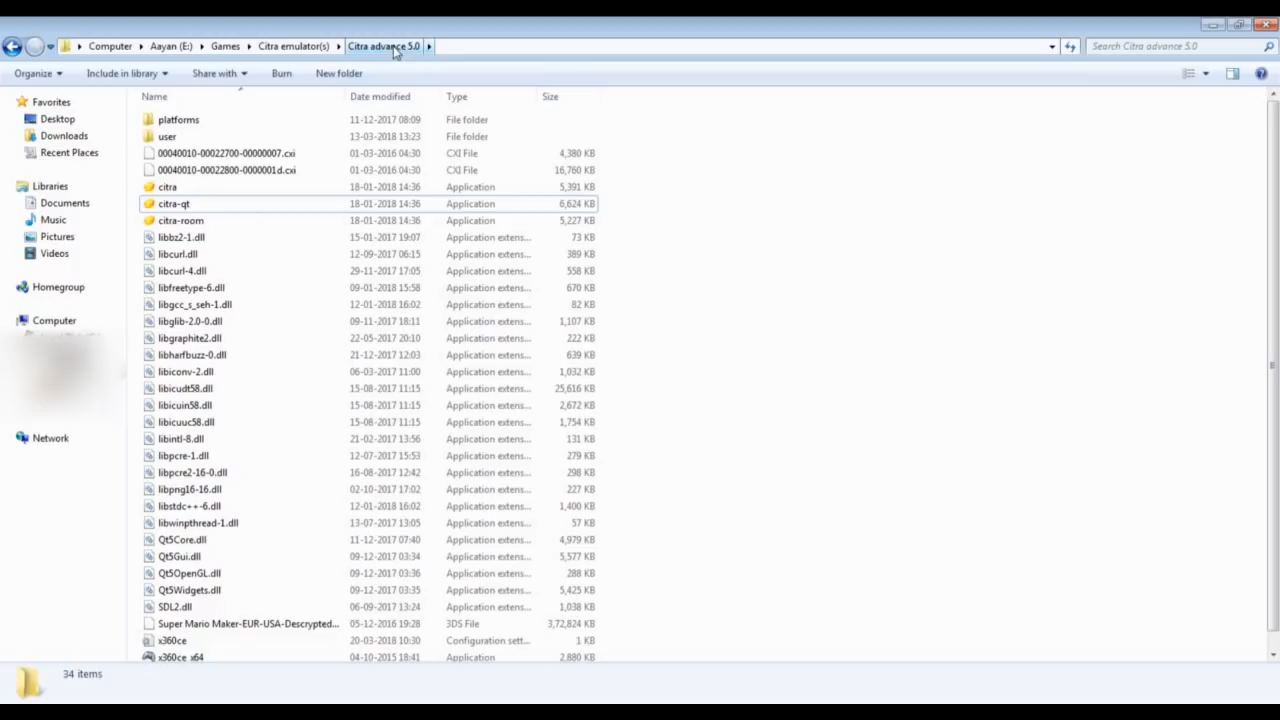 Computer Aayan (E:) Games Citra emulator(s) Citra advance 5.0 Search Citra advance 5.0
Organize Include in library Share with Burn New folder
Favorites
Desktop
Downloads
Recent Places
Libraries
Documents
Music
Pictures
Videos
Homegroup
Computer
Network
Name Date modified Type Size
platforms 11-12-2017 08:09 File folder
user 13-03-2018 13:23 File folder
00040010-00022700-00000007.cxi 01-03-2016 04:30 CXI File 4,380 KB
00040010-00022800-0000001d.cxi 01-03-2016 04:30 CXI File 16,760 KB
citra 18-01-2018 14:36 Application 5,391 KB
citra-qt 18-01-2018 14:36 Application 6,624 KB
citra-room 18-01-2018 14:36 Application 5,227 KB
libbz2-1.dll 15-01-2017 19:07 Application extens... 73 KB
libcurl.dll 12-09-2017 06:15 Application extens... 389 KB
libcurl-4.dll 29-11-2017 17:05 Application extens... 558 KB
libfreetype-6.dll 09-01-2018 15:58 Application extens... 670 KB
libgcc_s_seh-1.dll 12-01-2018 16:02 Application extens... 82 KB
libglib-2.0-0.dll 09-11-2017 18:11 Application extens... 1,107 KB
libgraphite2.dll 22-05-2017 20:10 Application extens... 222 KB
libharfbuzz-0.dll 21-12-2017 12:03 Application extens... 639 KB
libiconv-2.dll 06-03-2017 11:00 Application extens... 1,032 KB
libicudt58.dll 15-08-2017 11:15 Application extens... 25,616 KB
libicuin58.dll 15-08-2017 11:15 Application extens... 2,672 KB
libicuuc58.dll 15-08-2017 11:15 Application extens... 1,754 KB
libintl-8.dll 21-02-2017 13:56 Application extens... 131 KB
libpcre-1.dll 12-07-2017 15:53 Application extens... 279 KB
libpcre2-16-0.dll 16-08-2017 12:42 Application extens... 298 KB
libpng16-16.dll 02-10-2017 17:02 Application extens... 227 KB
libstdc++-6.dll 12-01-2018 16:02 Application extens... 1,400 KB
libwinpthread-1.dll 13-07-2017 13:05 Application extens... 57 KB
Qt5Core.dll 11-12-2017 07:40 Application extens... 4,979 KB
Qt5Gui.dll 09-12-2017 03:34 Application extens... 5,577 KB
Qt5OpenGL.dll 09-12-2017 03:36 Application extens... 288 KB
Qt5Widgets.dll 09-12-2017 03:35 Application extens... 5,425 KB
SDL2.dll 06-09-2017 13:24 Application extens... 1,038 KB
Super Mario Maker-EUR-USA-Descrypted... 05-12-2016 19:28 3DS File 3,72,824 KB
x360ce 20-03-2018 10:30 Configuration sett... 1 KB
x360ce_x64 04-10-2015 18:41 Application 2,880 KB
34 items